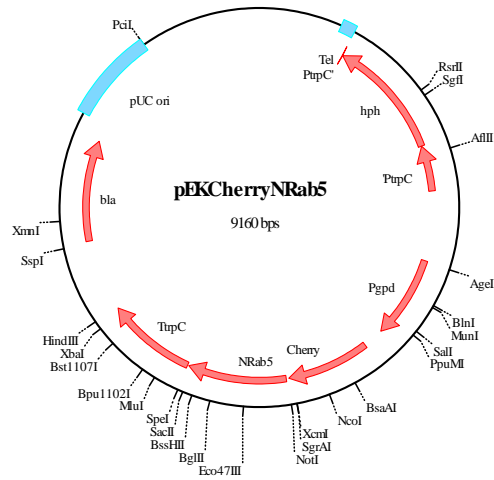 PciI
Tel
PtrpC'
RsrII
SgfI
pUC ori
hph
AflII
'PtrpC
bla
pEKCherryNRab5
9160 bps
XmnI
SspI
Pgpd
AgeI
BlnI
MunI
SalI
PpuMI
TtrpC
NRab5
Cherry
HindIII
XbaI
Bst1107I
Bpu1102I
MluI
SpeI
SacII
BssHII
BglII
Eco47III
NotI
SgrAI
XcmI
NcoI
BsaAI